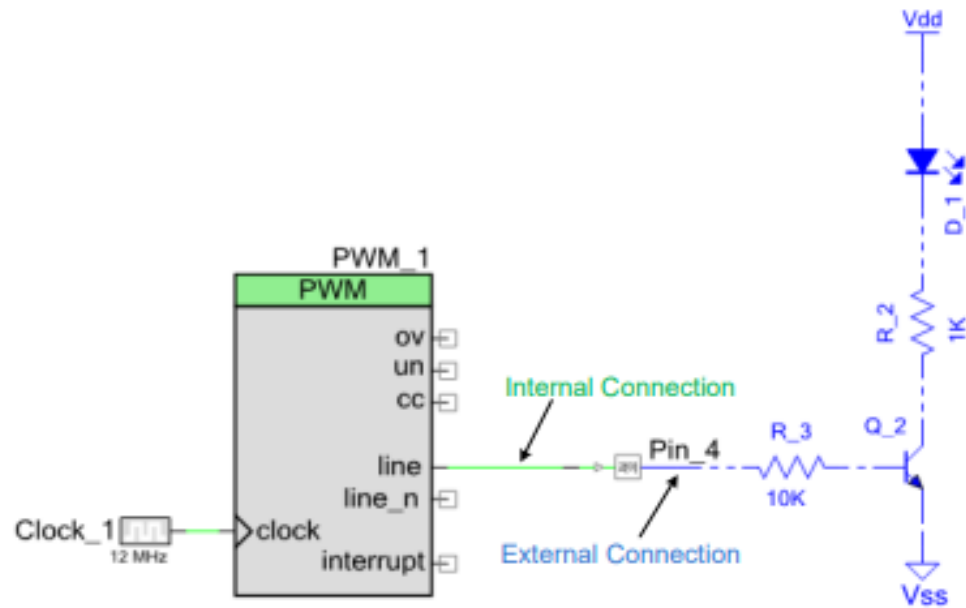 Vdd
D_1
PWM_1
PWM
ov
un
cc
R_2
1K
Internal Connection
line
Pin_4
R_3
10K
Q_2
line_n
Clock_1
12 MHz
clock
External Connection
interrupt
Vss